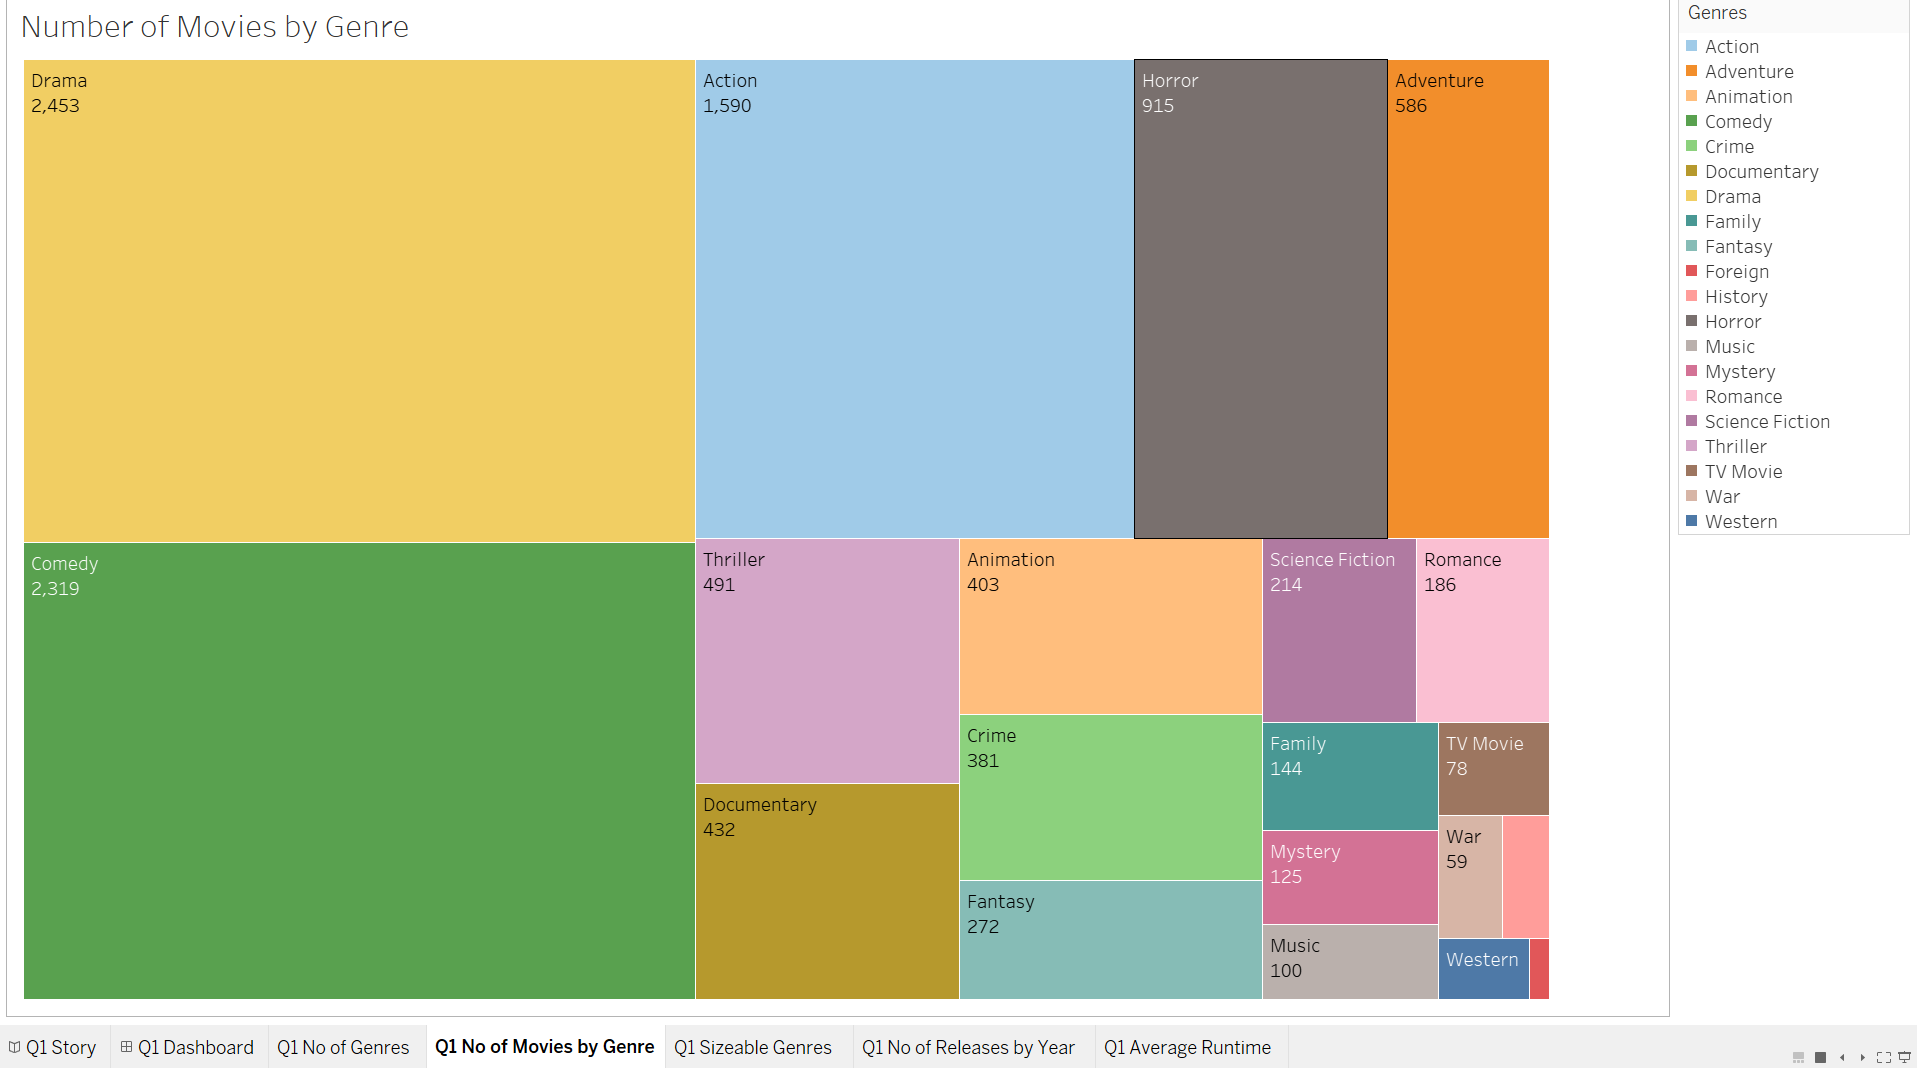 Number of Movies by Genre
Drama
2,453
Action
1,590
Horror
915
Adventure
586
Comedy
2,319
Thriller
491
Animation
403
Science Fiction
214
Romance
186
Crime
381
Family
144
TV Movie
78
Documentary
432
War
59
Mystery
125
Fantasy
272
Music
100
Western
Genres
Action
Adventure
Animation
Comedy
Crime
Documentary
Drama
Family
Fantasy
Foreign
History
Horror
Music
Mystery
Romance
Science Fiction
Thriller
TV Movie
War
Western
Q1 Story
Q1 Dashboard
Q1 No of Genres
Q1 No of Movies by Genre
Q1 Sizeable Genres
Q1 No of Releases by Year
Q1 Average Runtime